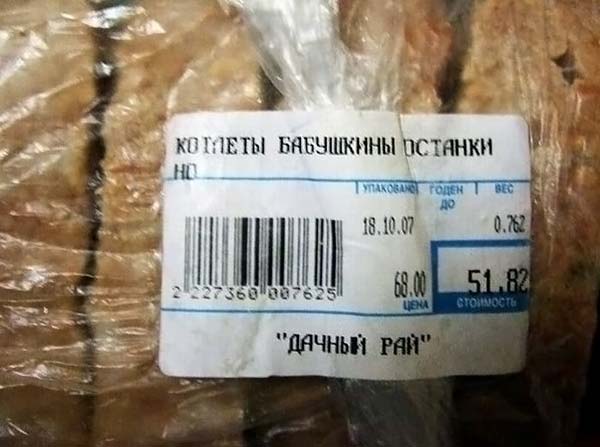 КОТЛЕТЫ БАБУШКИНЫ ОСТАНКИ
НО
УПАКОВАНО ГОДЕН ДО ВЕС
18.10.07 0.762
2 227360 007625
68.00 51.82
ЦЕНА СТОИМОСТЬ
"ДАЧНЫЙ РАЙ"